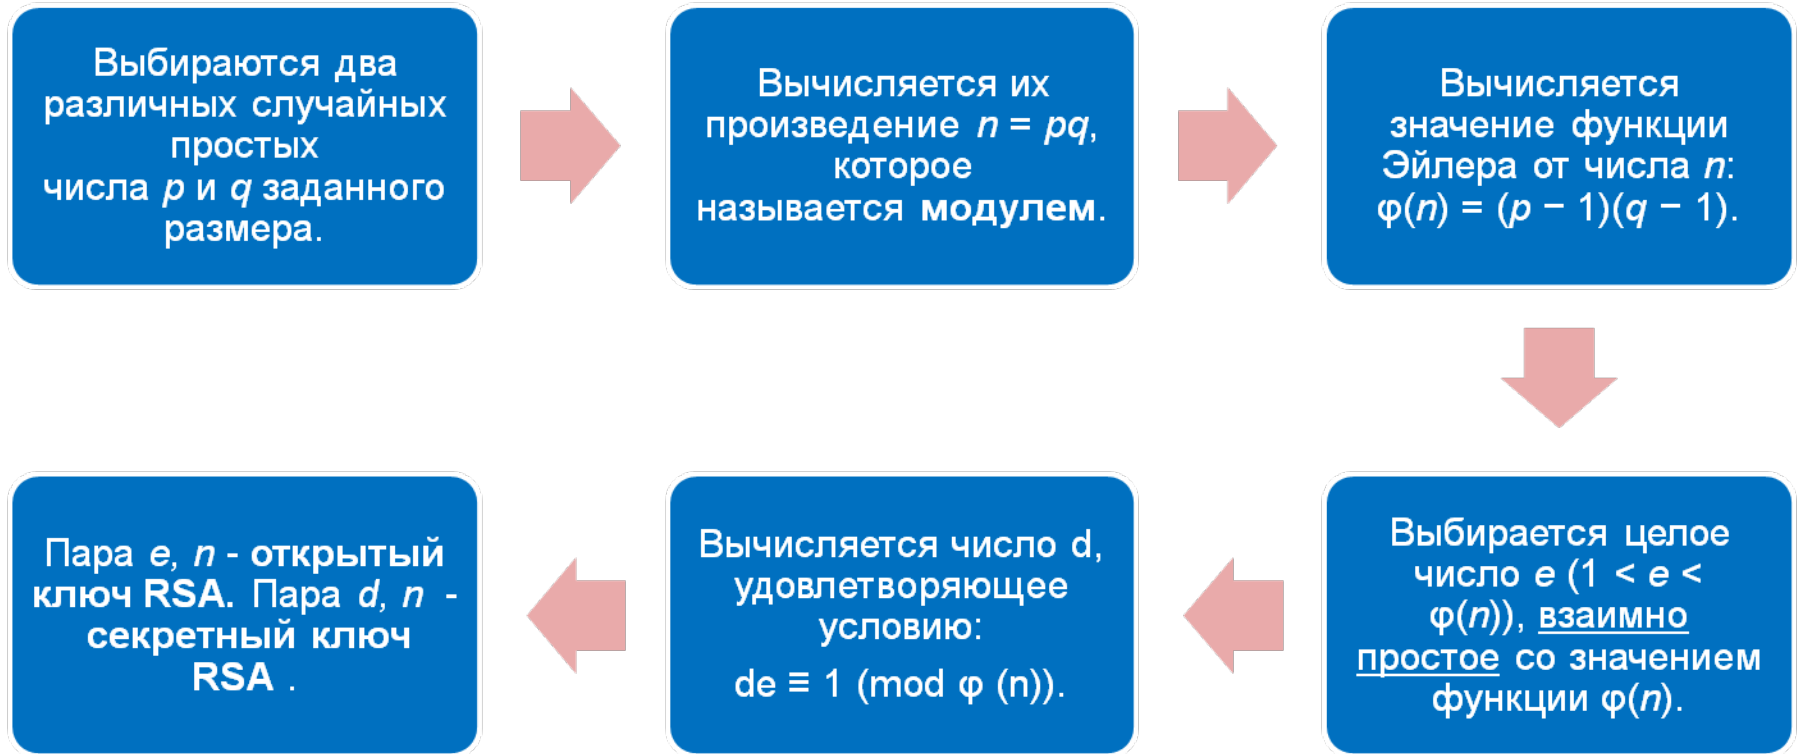 Выбираются два
различных случайных
простых
числа p и q заданного
размера.
Вычисляется их
произведение n = pq,
которое
называется модулем.
Вычисляется
значение функции
Эйлера от числа n:
φ(n) = (p − 1)(q − 1).
Выбирается целое
число e (1 < e <
φ(n)), взаимно
простое со значением
функции φ(n).
Вычисляется число d,
удовлетворяющее
условию:
de ≡ 1 (mod φ (n)).
Пара e, n - открытый
ключ RSA. Пара d, n -
секретный ключ
RSA .